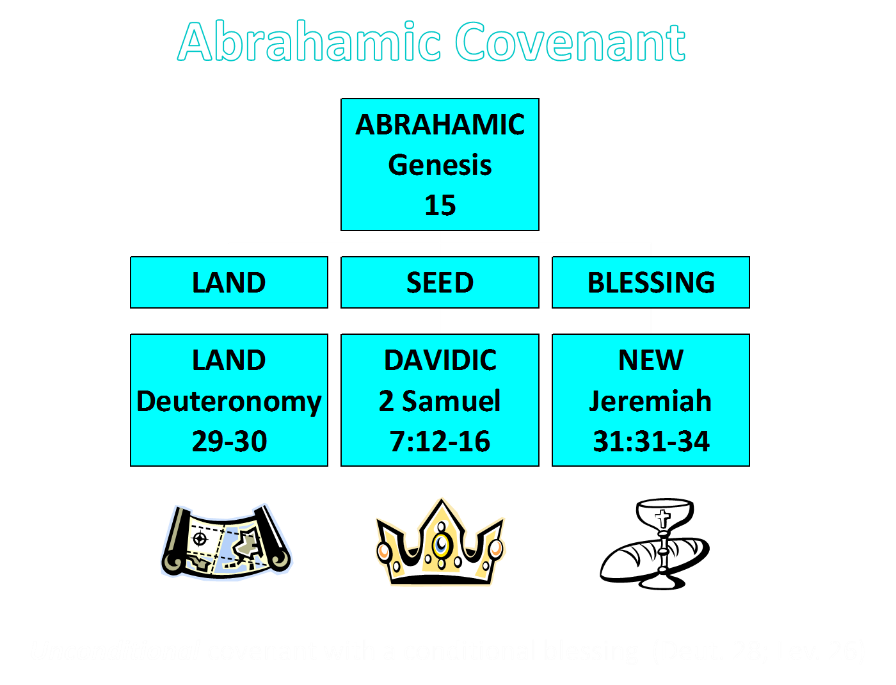 Abrahamic Covenant
ABRAHAMIC
Genesis
15
LAND
SEED
BLESSING
LAND
Deuteronomy
29-30
DAVIDIC
2 Samuel
7:12-16
NEW
Jeremiah
31:31-34